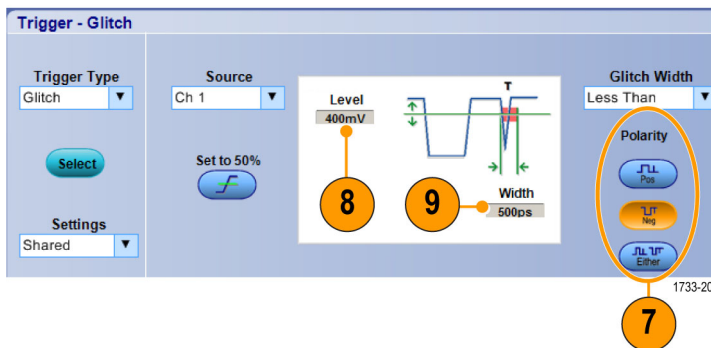 Trigger - Glitch
Trigger Type
Glitch
Select
Settings
Shared
Source
Ch 1
Set to 50%
Level
400mV
8
T
9
Width
500ps
Glitch Width
Less Than
Polarity
Pos
Neg
Either
1733-20
7